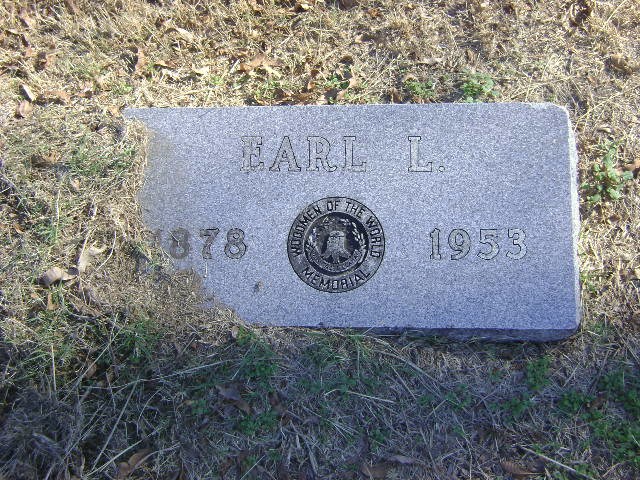 EARL L.
1878
WOODMEN OF THE WORLD
MEMORIAL
1953